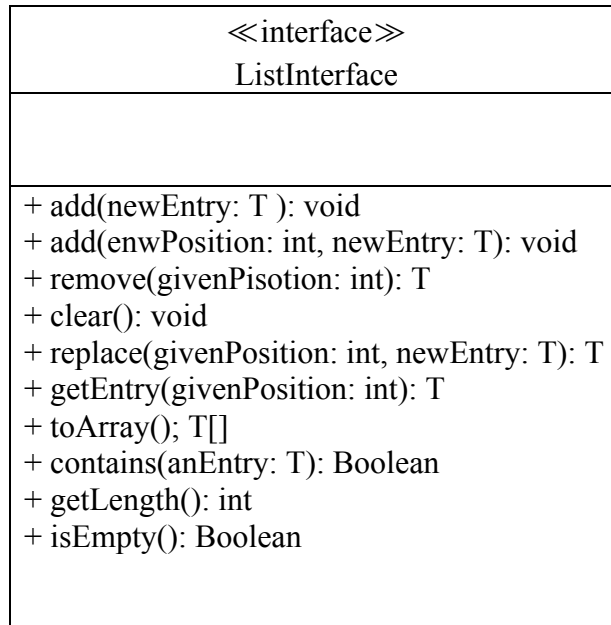 ≪interface≫
ListInterface
+ add(newEntry: T ): void
+ add(enwPosition: int, newEntry: T): void
+ remove(givenPisotion: int): T
+ clear(): void
+ replace(givenPosition: int, newEntry: T): T
+ getEntry(givenPosition: int): T
+ toArray(); T[]
+ contains(anEntry: T): Boolean
+ getLength(): int
+ isEmpty(): Boolean